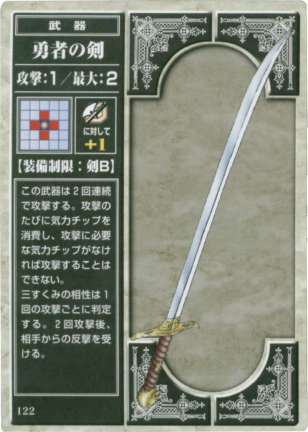 武器
勇者の剣
攻撃:1／最大:2
に対して
+1
【装備制限：剣B】
この武器は2回連続
で攻撃する。攻撃の
たびに気力チップを
消費し、攻撃に必要
な気力チップがなけ
れば攻撃することは
できない。
三すくみの相性は1
回の攻撃ごとに判定
する。2回攻撃後、
相手からの反撃を受
ける。
122